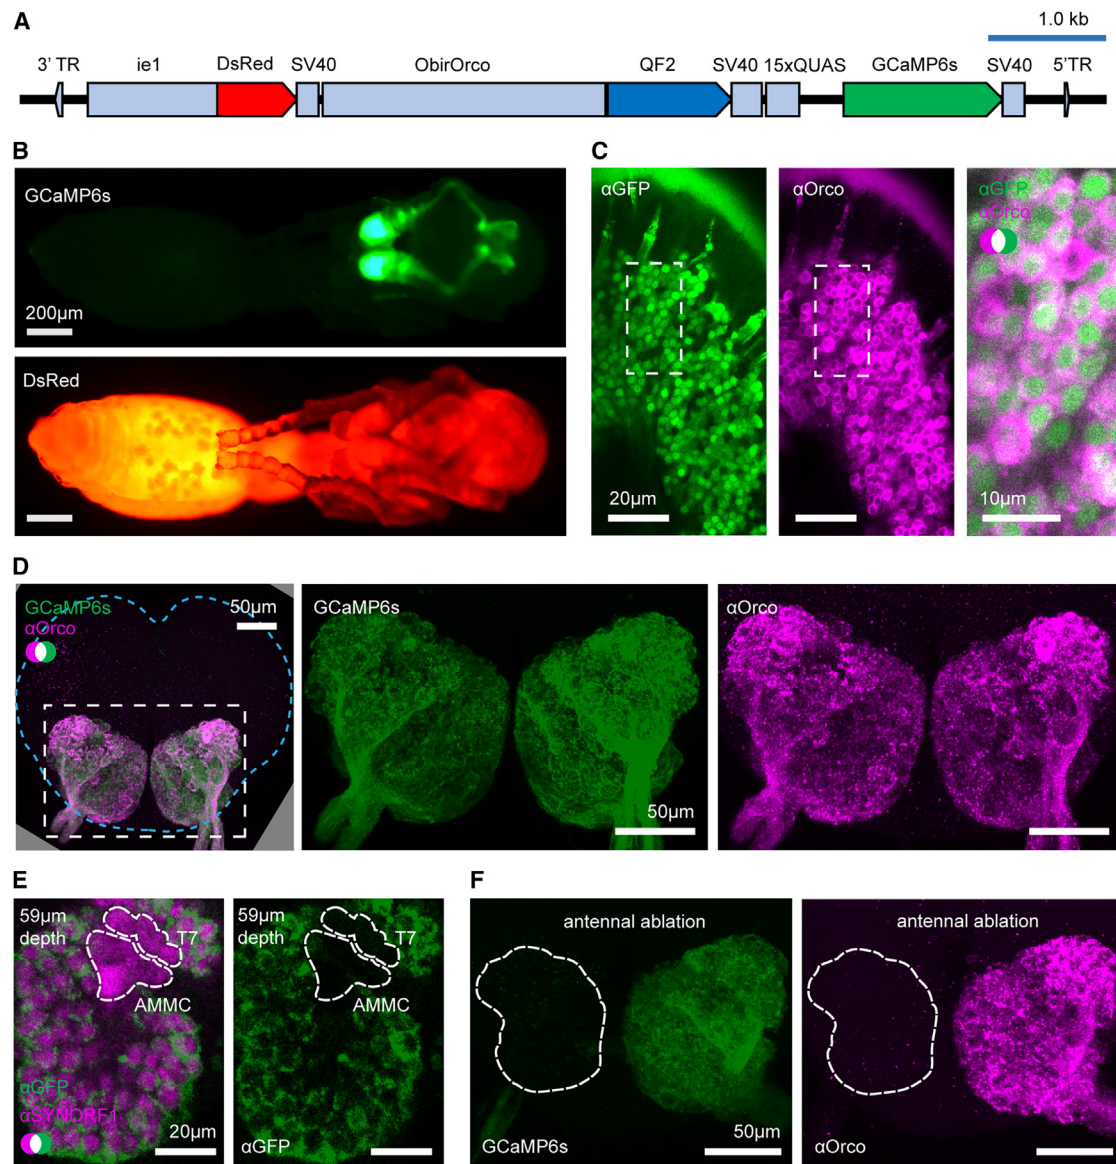 A
1.0 kb
3' TR ie1 DsRed SV40 ObirOrco QF2 SV40 15xQUAS GCaMP6s SV40 5'TR
B
GCaMP6s
200µm
DsRed
C
αGFP
20µm
αOrco
αGFP
αOrco
10µm
D
GCaMP6s
αOrco
50µm
GCaMP6s
50µm
αOrco
E
59µm
depth
T7
AMMC
αGFP
αSYNORF1
20µm
59µm
depth
T7
AMMC
αGFP
F
antennal ablation
GCaMP6s
50µm
antennal ablation
αOrco